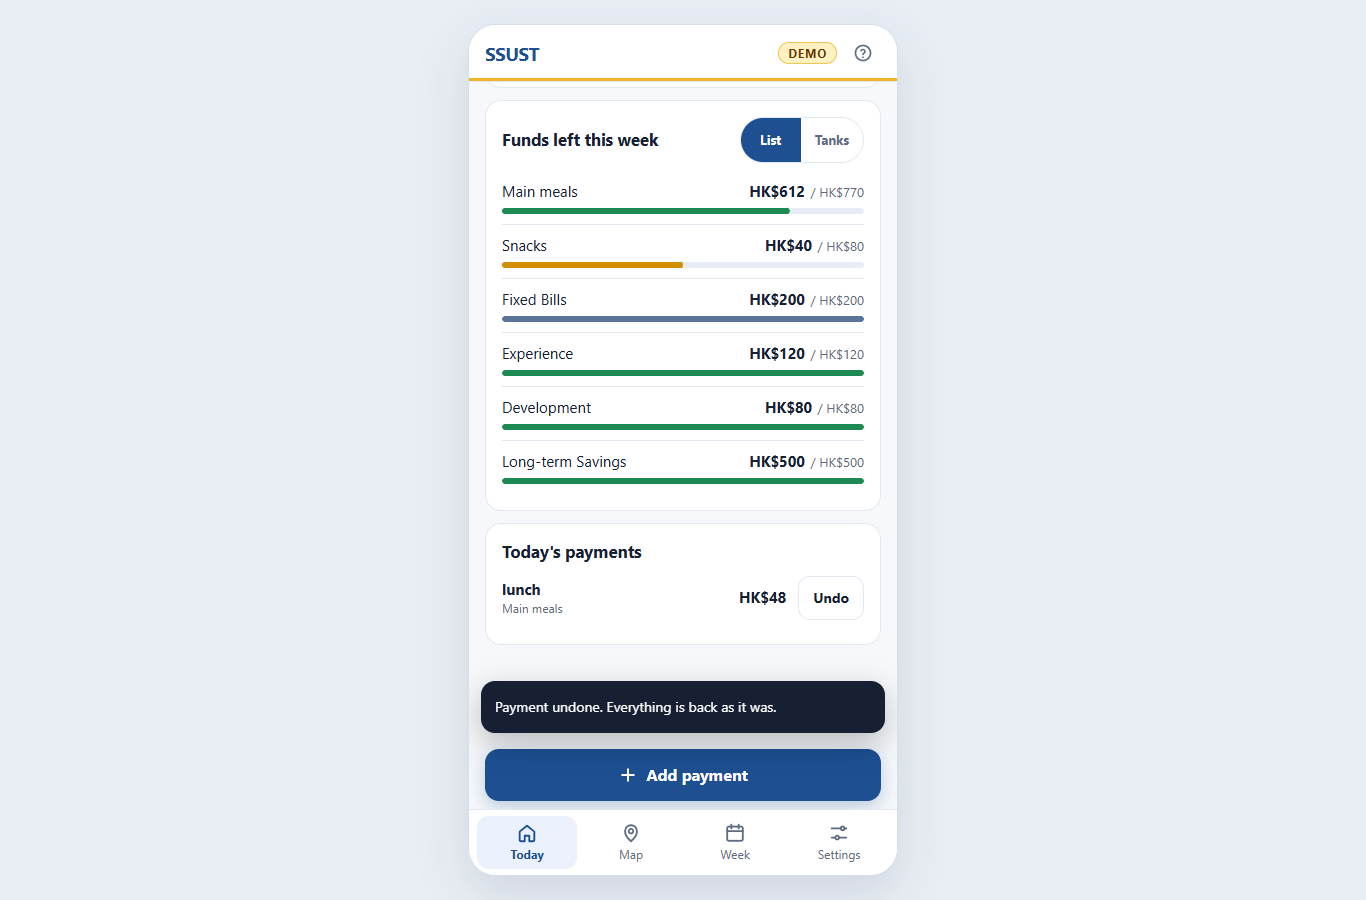 SSUST
DEMO
Funds left this week
List
Tanks
Main meals
HK$612 / HK$770
Snacks
HK$40 / HK$80
Fixed Bills
HK$200 / HK$200
Experience
HK$120 / HK$120
Development
HK$80 / HK$80
Long-term Savings
HK$500 / HK$500
Today's payments
lunch
Main meals
HK$48
Undo
Payment undone. Everything is back as it was.
+ Add payment
Today
Map
Week
Settings